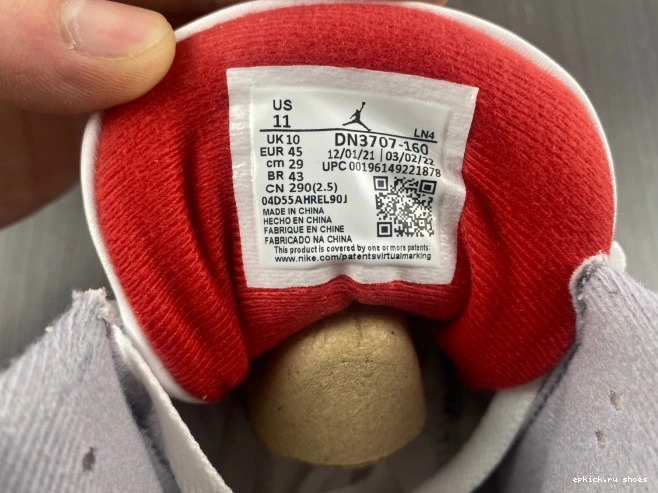 US
11
LN4
UK 10
DN3707-160
EUR 45
12/01/21 | 03/02/22
cm 29
UPC 00196149221878
BR 43
CN 290(2.5)
04D55AHREL90J
MADE IN CHINA
HECHO EN CHINA
FABRIQUE EN CHINE
FABRICADO NA CHINA
This product is covered by one or more patents:
www.nike.com/patentsvirtualmarking
epkick.ru shoes